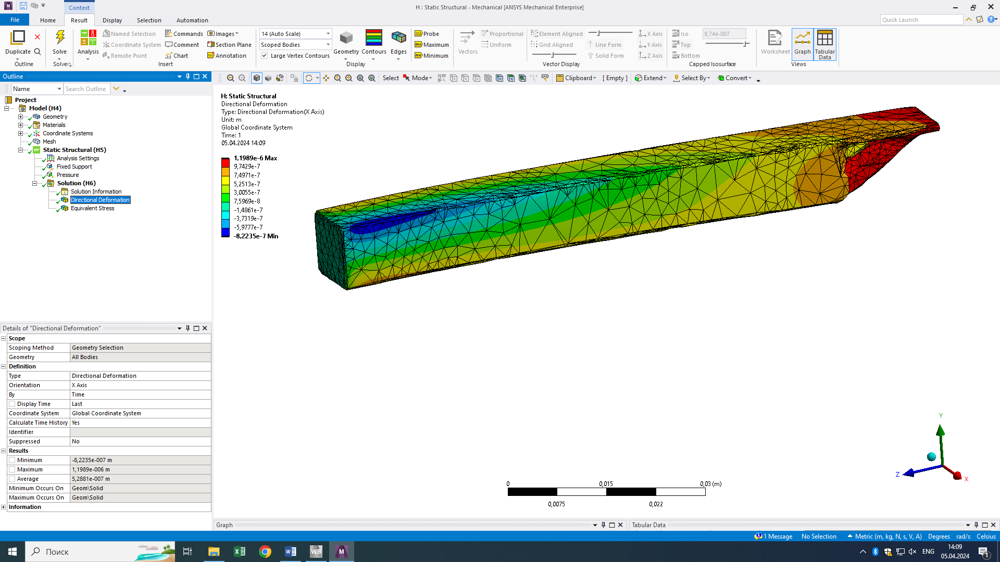 Context
H : Static Structural - Mechanical [ANSYS Mechanical Enterprise]
File
Home
Result
Display
Selection
Automation
Quick Launch
Duplicate
Outline
Solve
Solver
Analysis
Named Selection
Coordinate System
Remote Point
Commands
Comment
Chart
Images
Section Plane
Annotation
Insert
14 (Auto Scale)
Scoped Bodies
Large Vertex Contours
Geometry
Contours
Edges
Display
Probe
Maximum
Minimum
Vectors
Proportional
Uniform
Element Aligned
Grid Aligned
Line Form
Solid Form
X Axis
Y Axis
Z Axis
Vector Display
Iso
Top
Bottom
9,74e-007
Capped Isosurface
Worksheet
Graph
Tabular Data
Views
Outline
Name
Search Outline
Select
Mode
Clipboard
[ Empty ]
Extend
Select By
Convert
Project
Model (H4)
Geometry
Materials
Coordinate Systems
Mesh
Static Structural (H5)
Analysis Settings
Fixed Support
Pressure
Solution (H6)
Solution Information
Directional Deformation
Equivalent Stress
H: Static Structural
Directional Deformation
Type: Directional Deformation(X Axis)
Unit: m
Global Coordinate System
Time: 1
05.04.2024 14:09
1,1989e-6 Max
9,7429e-7
7,4971e-7
5,2513e-7
3,0055e-7
7,5969e-8
-1,4861e-7
-3,7319e-7
-5,9777e-7
-8,2235e-7 Min
Details of "Directional Deformation"
Scope
Scoping Method Geometry Selection
Geometry All Bodies
Definition
Type Directional Deformation
Orientation X Axis
By Time
Display Time Last
Coordinate System Global Coordinate System
Calculate Time History Yes
Identifier
Suppressed No
Results
Minimum -8,2235e-007 m
Maximum 1,1989e-006 m
Average 5,2881e-007 m
Minimum Occurs On Geom\Solid
Maximum Occurs On Geom\Solid
Information
Y
Z
X
0 0,015 0,03 (m)
0,0075 0,022
Graph
Tabular Data
1 Message
No Selection
Metric (m, kg, N, s, V, A)
Degrees
rad/s
Celsius
Поиск
WB
M
ENG
14:09
05.04.2024
1